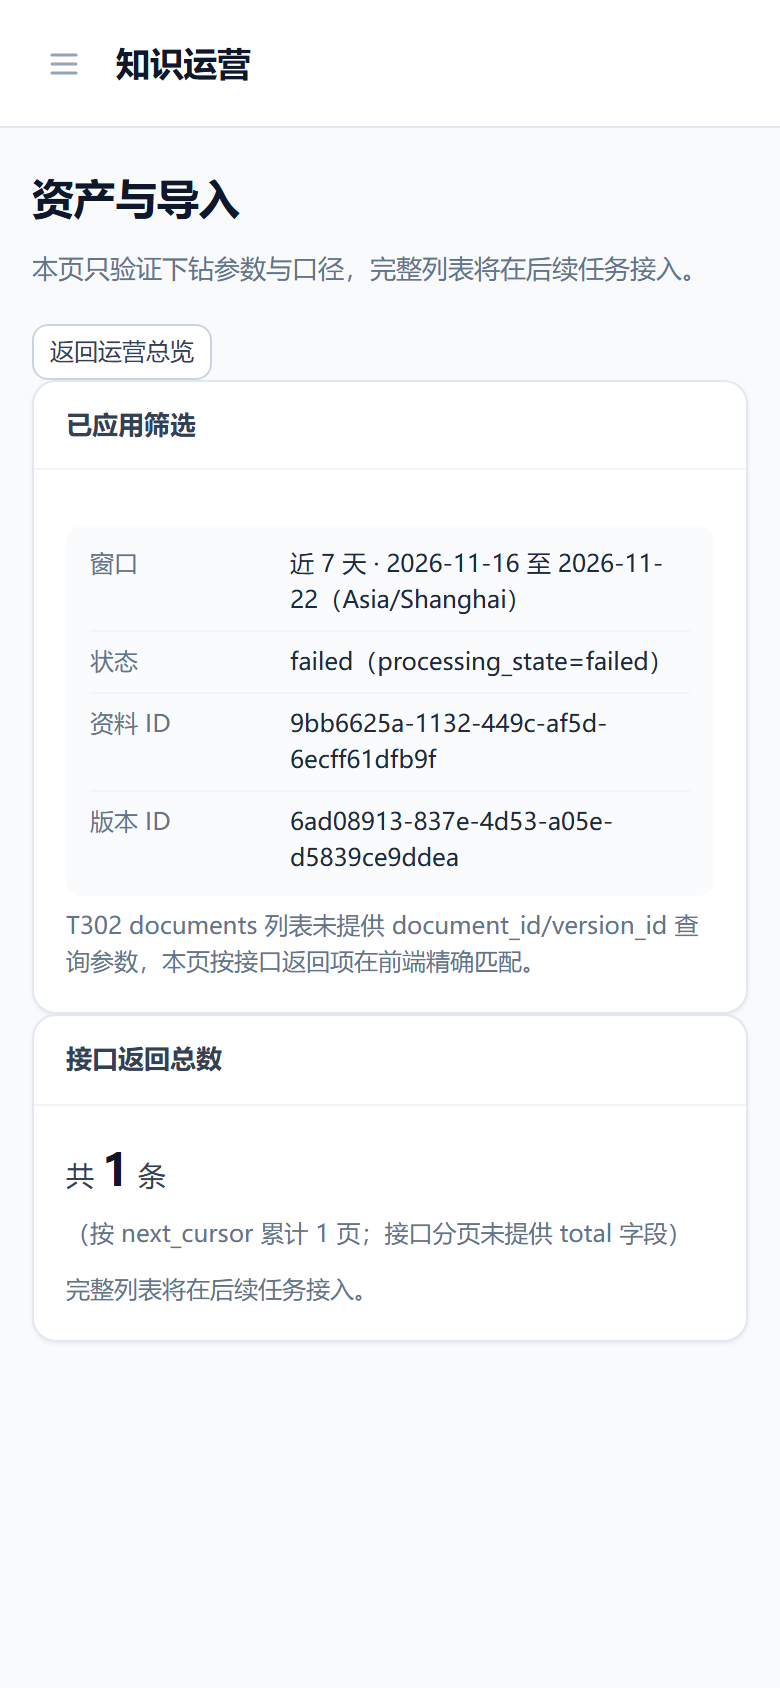 知识运营
资产与导入
本页只验证下钻参数与口径，完整列表将在后续任务接入。
返回运营总览
已应用筛选
窗口
近 7 天 · 2026-11-16 至 2026-11-
22（Asia/Shanghai）
状态
failed（processing_state=failed）
资料 ID
9bb6625a-1132-449c-af5d-
6ecff61dfb9f
版本 ID
6ad08913-837e-4d53-a05e-
d5839ce9ddea
T302 documents 列表未提供 document_id/version_id 查
询参数，本页按接口返回项在前端精确匹配。
接口返回总数
共 1 条
（按 next_cursor 累计 1 页；接口分页未提供 total 字段）
完整列表将在后续任务接入。